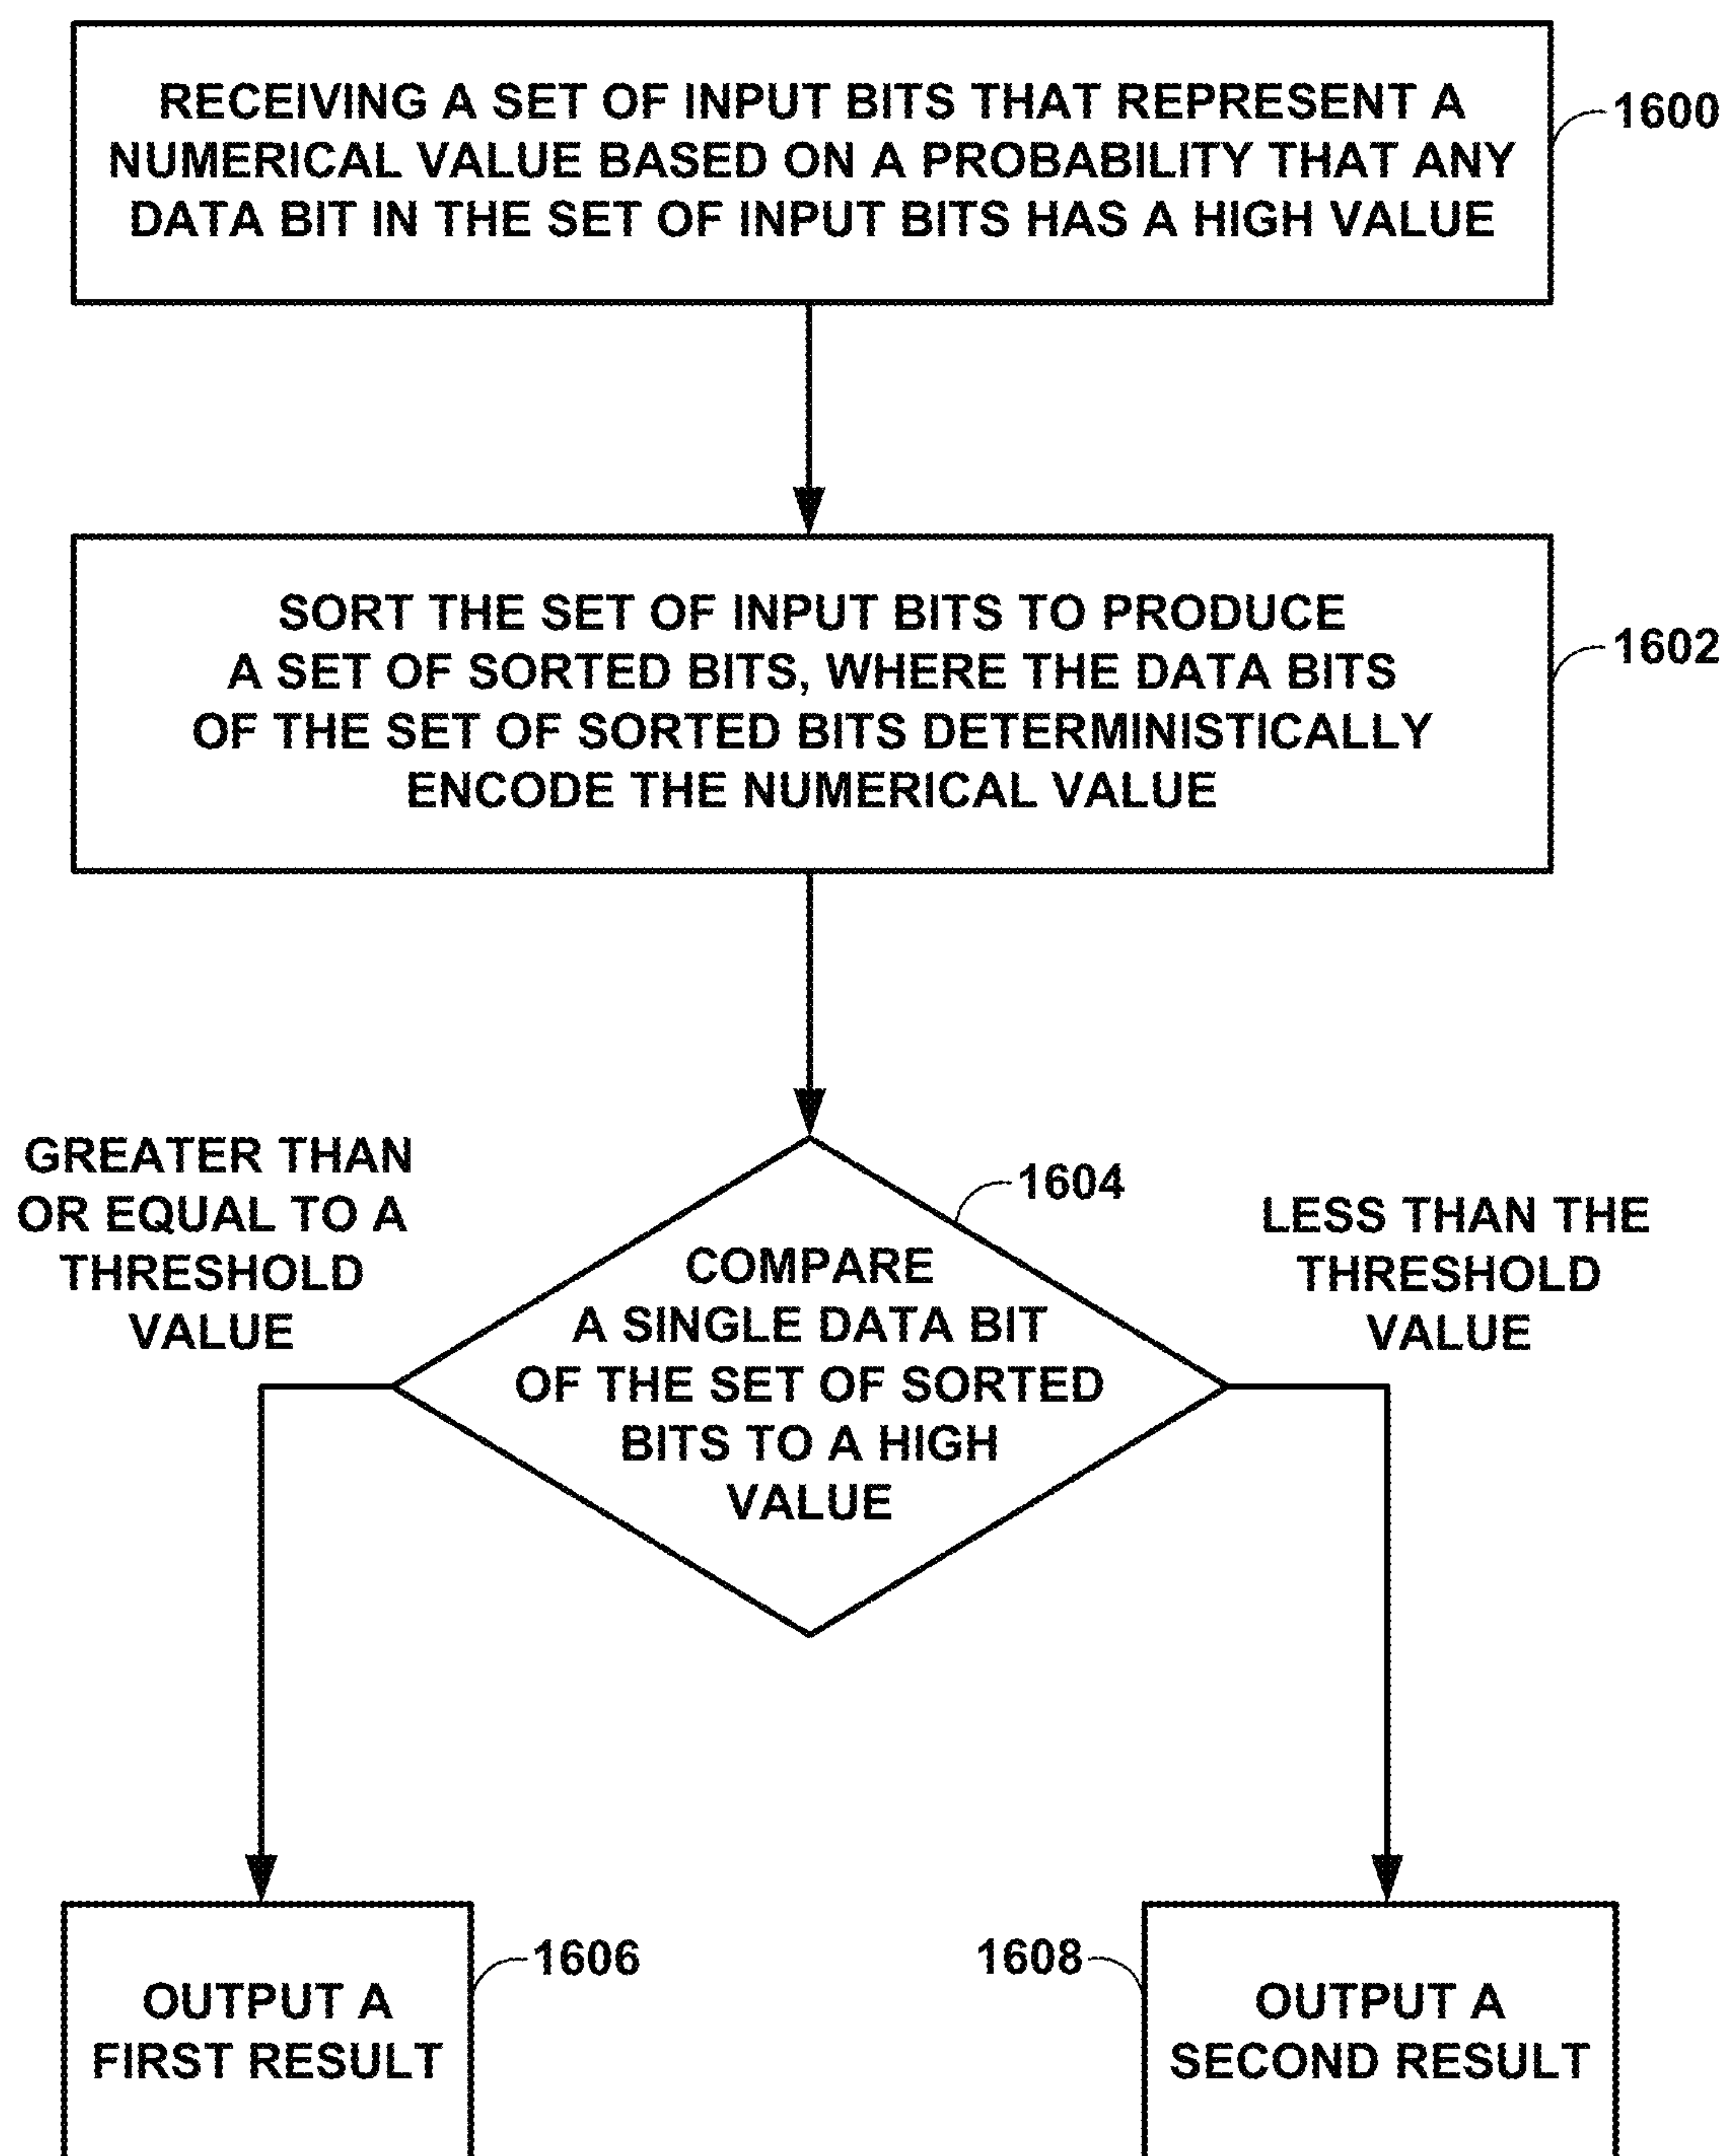 RECEIVING A SET OF INPUT BITS THAT REPRESENT A
NUMERICAL VALUE BASED ON A PROBABILITY THAT ANY
DATA BIT IN THE SET OF INPUT BITS HAS A HIGH VALUE
1600
SORT THE SET OF INPUT BITS TO PRODUCE
A SET OF SORTED BITS, WHERE THE DATA BITS
OF THE SET OF SORTED BITS DETERMINISTICALLY
ENCODE THE NUMERICAL VALUE
1602
GREATER THAN
OR EQUAL TO A
THRESHOLD
VALUE
1604
COMPARE
A SINGLE DATA BIT
OF THE SET OF SORTED
BITS TO A HIGH
VALUE
LESS THAN THE
THRESHOLD
VALUE
OUTPUT A
FIRST RESULT
1606
1608
OUTPUT A
SECOND RESULT